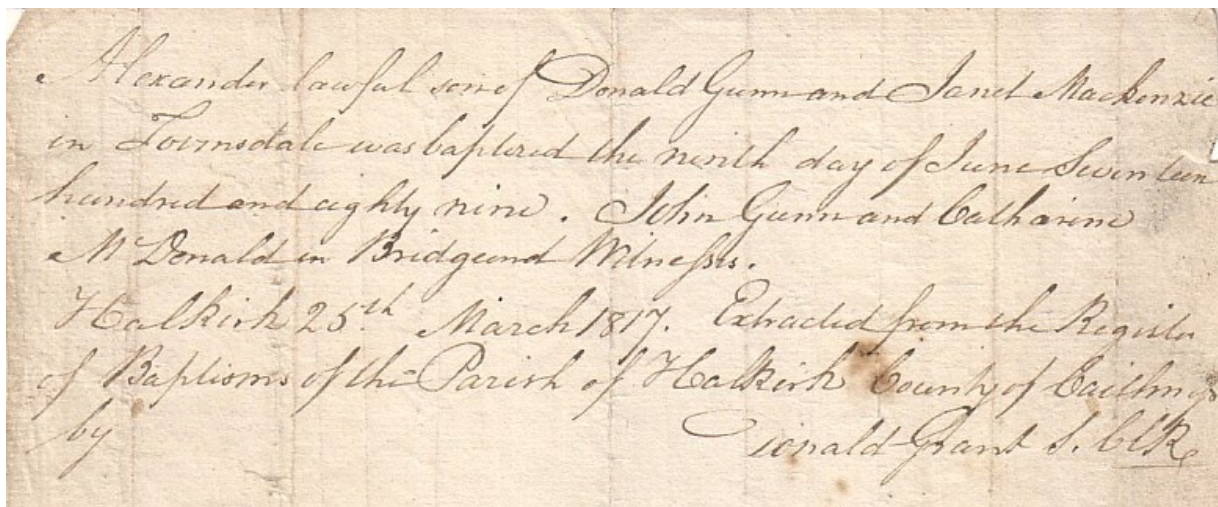 Alexander lawful son of Donald Gunn and Janet Mackenzie
in Tormsdale was baptized the ninth day of June Seventeen
hundred and eighty nine. John Gunn and Catharine
McDonald in Bridgeend Witnesses.
Halkirk 25th March 1817. Extracted from the Register
of Baptisms of the Parish of Halkirk County of Caithness
by Donald Grant S. Clk